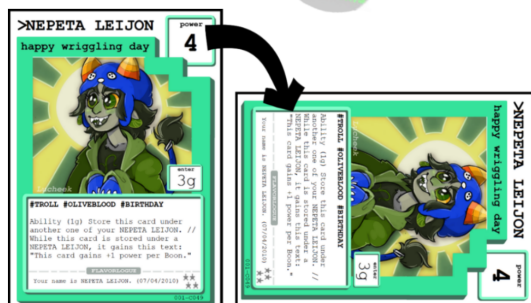 >NEPETA LEIJON
happy wriggling day
power
4
enter
3g
#TROLL #OLIVEBLOOD #BIRTHDAY
Ability (1g) Store this card under
another one of your NEPETA LEIJON. //
While this card is stored under a
NEPETA LEIJON, it gains this text:
"This card gains +1 power per Boon."
FLAVORLOGUE
Your name is NEPETA LEIJON. (07/04/2010)
001-C049
>NEPETA LEIJON
happy wriggling day
power
4
enter
3g
#TROLL #OLIVEBLOOD #BIRTHDAY
Ability (1g) Store this card under
another one of your NEPETA LEIJON. //
While this card is stored under a
NEPETA LEIJON, it gains this text:
"This card gains +1 power per Boon."
FLAVORLOGUE
Your name is NEPETA LEIJON. (07/04/2010)
001-C049